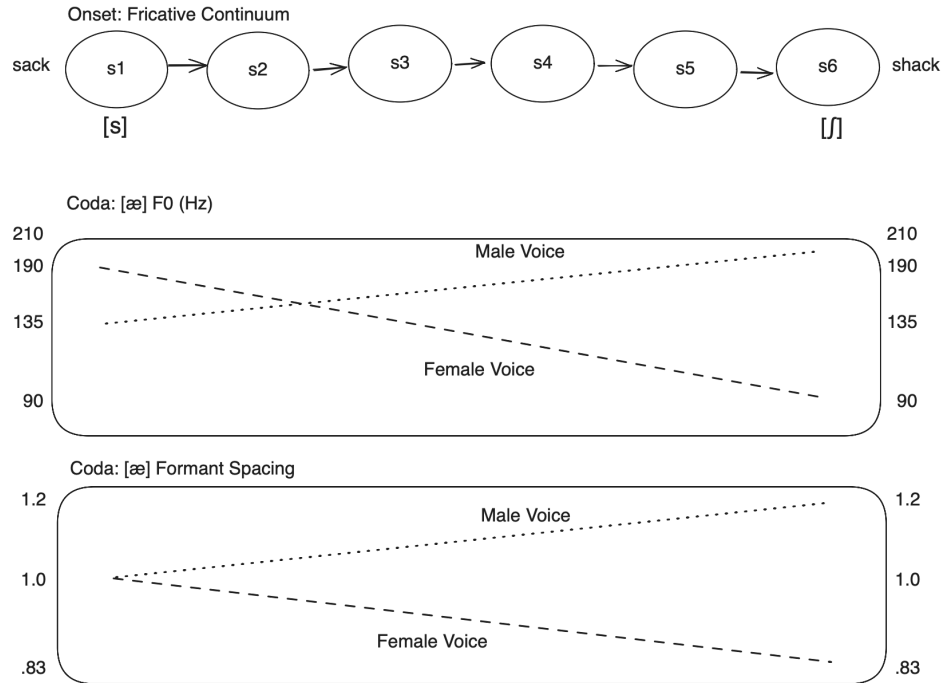 Onset: Fricative Continuum
sack s1 s2 s3 s4 s5 s6 shack
[s] [ʃ]
Coda: [æ] F0 (Hz)
210 210
Male Voice
190 190
135 135
Female Voice
90 90
Coda: [æ] Formant Spacing
1.2 1.2
Male Voice
1.0 1.0
Female Voice
.83 .83